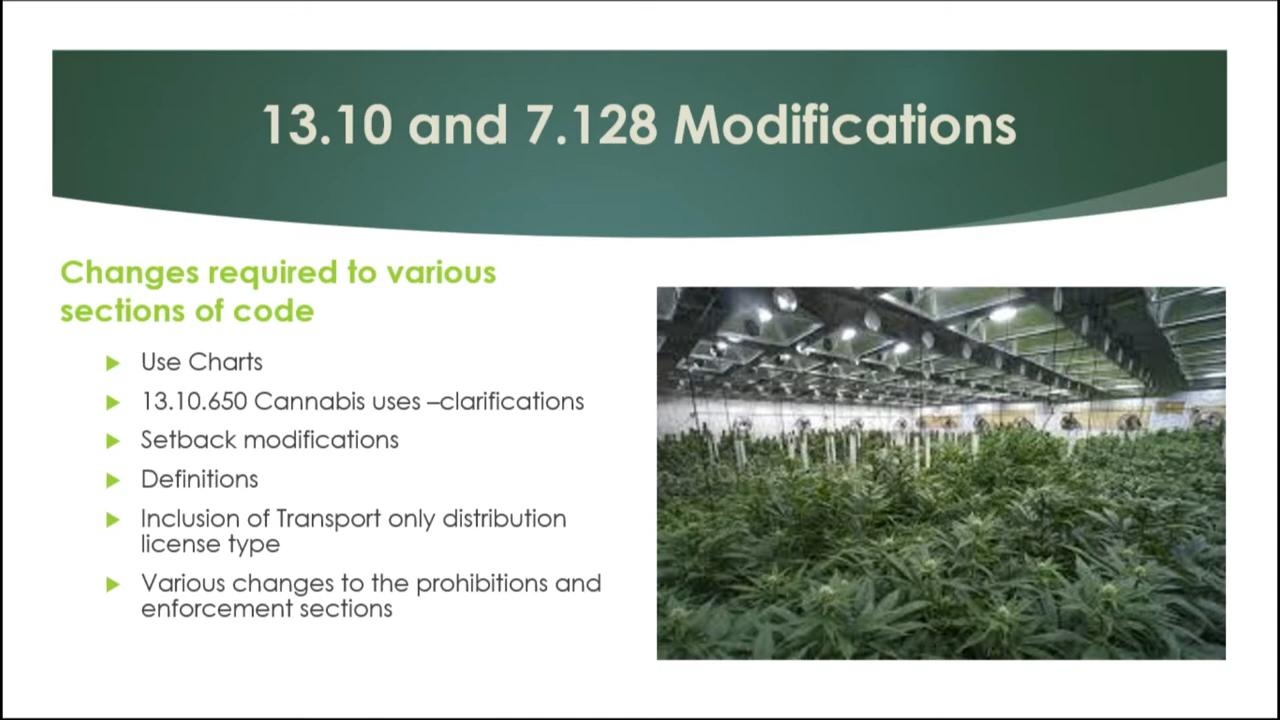 13.10 and 7.128 Modifications
Changes required to various
sections of code
Use Charts
13.10.650 Cannabis uses –clarifications
Setback modifications
Definitions
Inclusion of Transport only distribution
license type
Various changes to the prohibitions and
enforcement sections